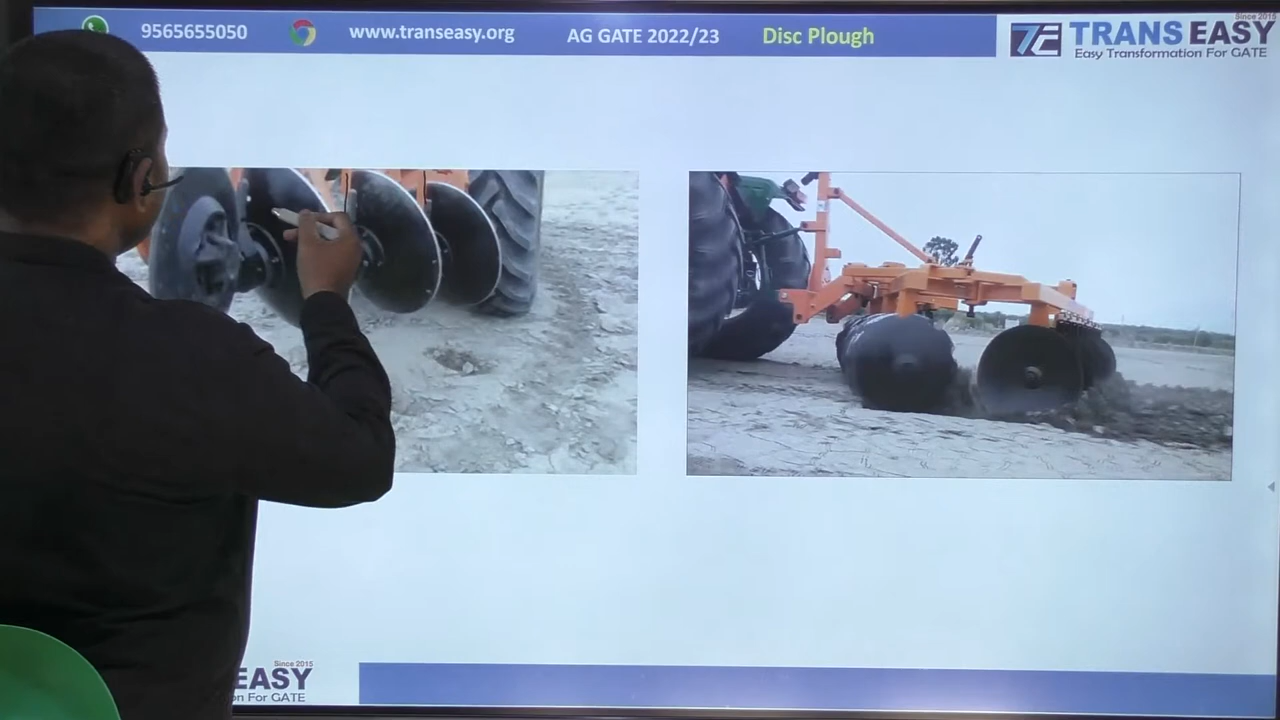 9565655050 www.transeasy.org AG GATE 2022/23 Disc Plough
Since 2015
TE TRANS EASY
Easy Transformation For GATE
Since 2015
EASY
on For GATE